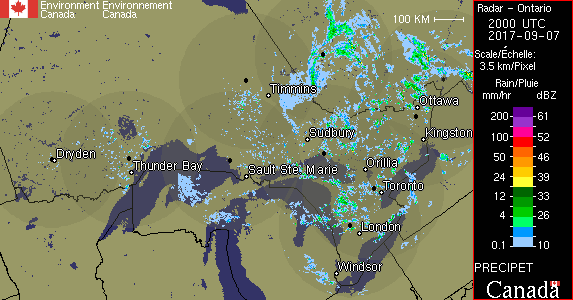 Environment Environnement
Canada Canada
100 KM
Timmins
Ottawa
Sudbury
Kingston
Dryden
Thunder Bay
Sault Ste. Marie
Orillia
Toronto
London
Windsor
Radar - Ontario
2000 UTC
2017-09-07
Scale/Échelle:
3.5 km/Pixel
Rain/Pluie
mm/hr dBZ
200 61
100 52
50 46
24 39
12 33
4 26
0.1 10
PRECIPET
Canada